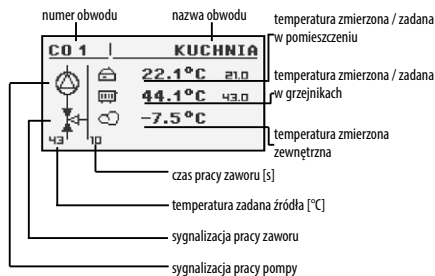 numer obwodu
nazwa obwodu
temperatura zmierzona / zadana
w pomieszczeniu
CO 1
KUCHNIA
22.1°C 21.0
temperatura zmierzona / zadana
w grzejnikach
44.1°C 43.0
-7.5°C
temperatura zmierzona
zewnętrzna
43 10
czas pracy zaworu [s]
temperatura zadana źródła [°C]
sygnalizacja pracy zaworu
sygnalizacja pracy pompy